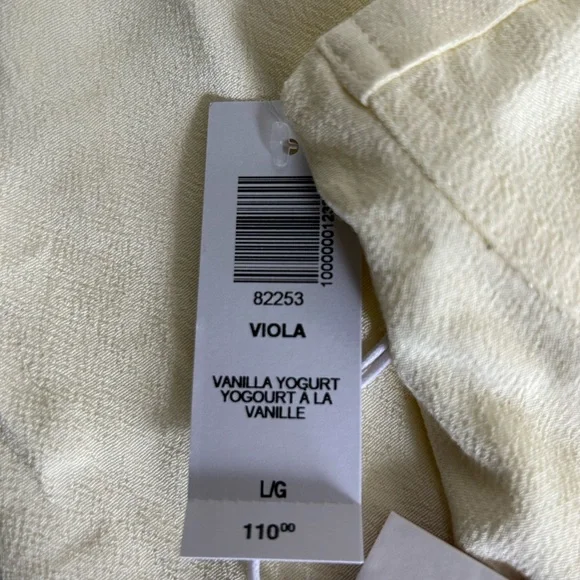 82253
VIOLA
VANILLA YOGURT
YOGOURT À LA
VANILLE
L/G
110⁰⁰